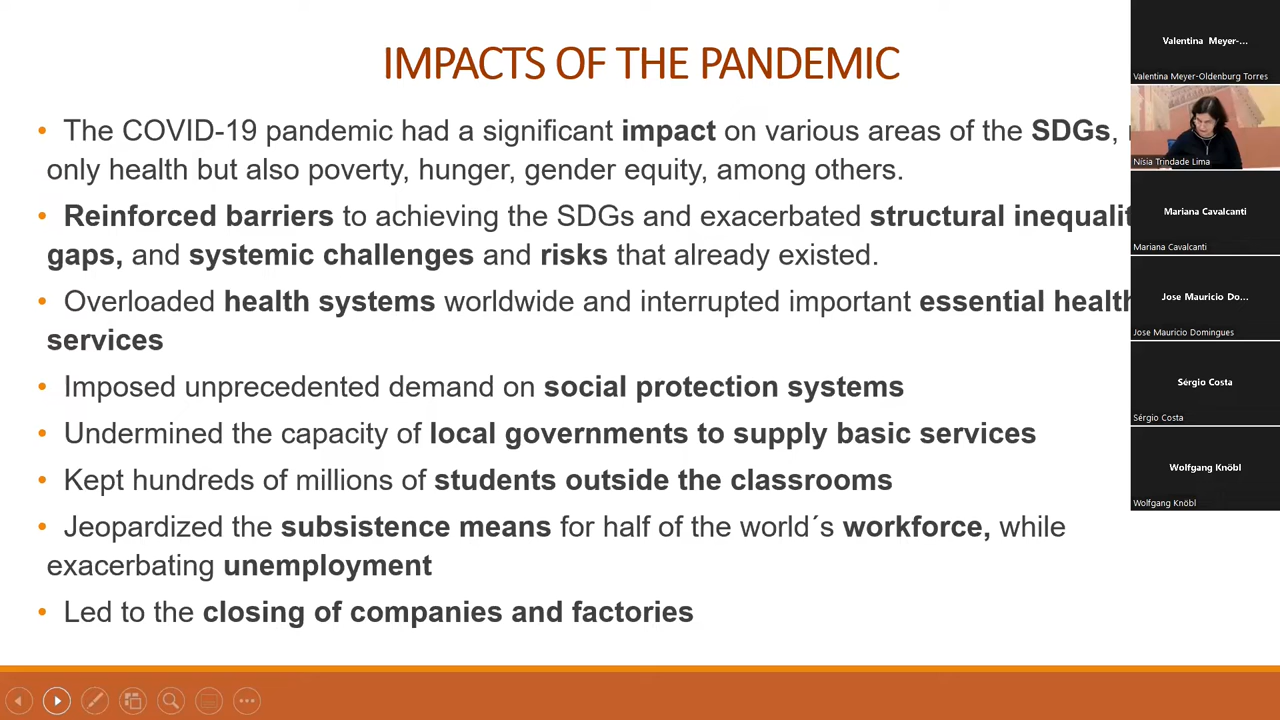 IMPACTS OF THE PANDEMIC
• The COVID-19 pandemic had a significant impact on various areas of the SDGs,
only health but also poverty, hunger, gender equity, among others.
• Reinforced barriers to achieving the SDGs and exacerbated structural
gaps, and systemic challenges and risks that already existed.
• Overloaded health systems worldwide and interrupted important essential health
services
• Imposed unprecedented demand on social protection systems
• Undermined the capacity of local governments to supply basic services
• Kept hundreds of millions of students outside the classrooms
• Jeopardized the subsistence means for half of the world´s workforce, while
exacerbating unemployment
• Led to the closing of companies and factories
Valentina Meyer-...
Valentina Meyer-Oldenburg Torres
Nísia Trindade Lima
Mariana Cavalcanti
Mariana Cavalcanti
Jose Mauricio Do...
Jose Mauricio Domingues
Sérgio Costa
Sérgio Costa
Wolfgang Knöbl
Wolfgang Knöbl